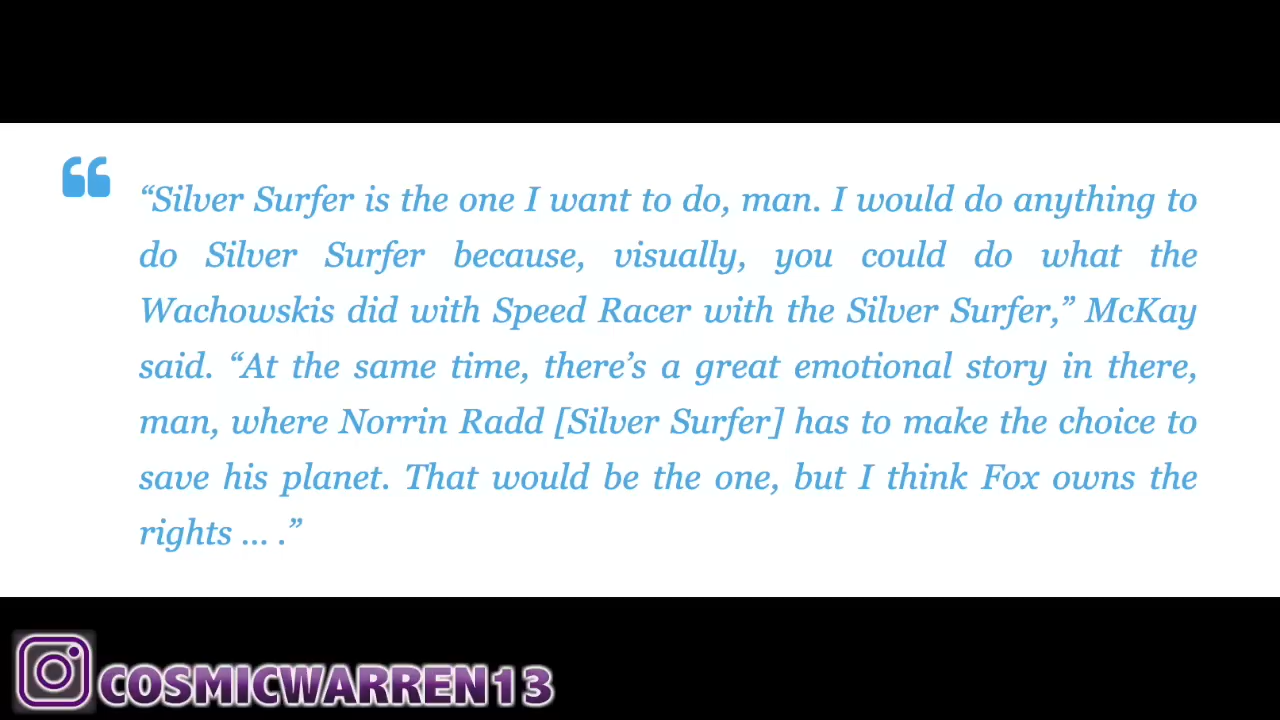 “Silver Surfer is the one I want to do, man. I would do anything to
do Silver Surfer because, visually, you could do what the
Wachowskis did with Speed Racer with the Silver Surfer,” McKay
said. “At the same time, there’s a great emotional story in there,
man, where Norrin Radd [Silver Surfer] has to make the choice to
save his planet. That would be the one, but I think Fox owns the
rights ... .”
COSMICWARREN13